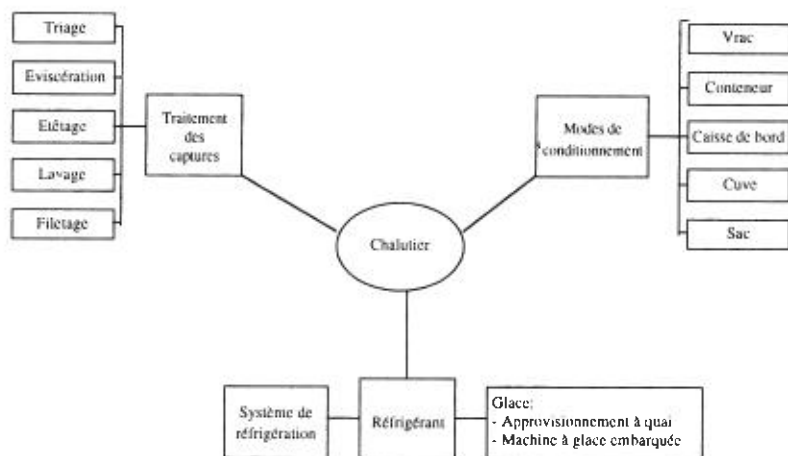 Triage
Eviscération
Etêtage
Lavage
Filetage
Traitement
des
captures
Chalutier
Modes de
conditionnement
Vrac
Conteneur
Caisse de bord
Cuve
Sac
Système de
réfrigération
Réfrigérant
Glace:
- Approvisionnement à quai
- Machine à glace embarquée